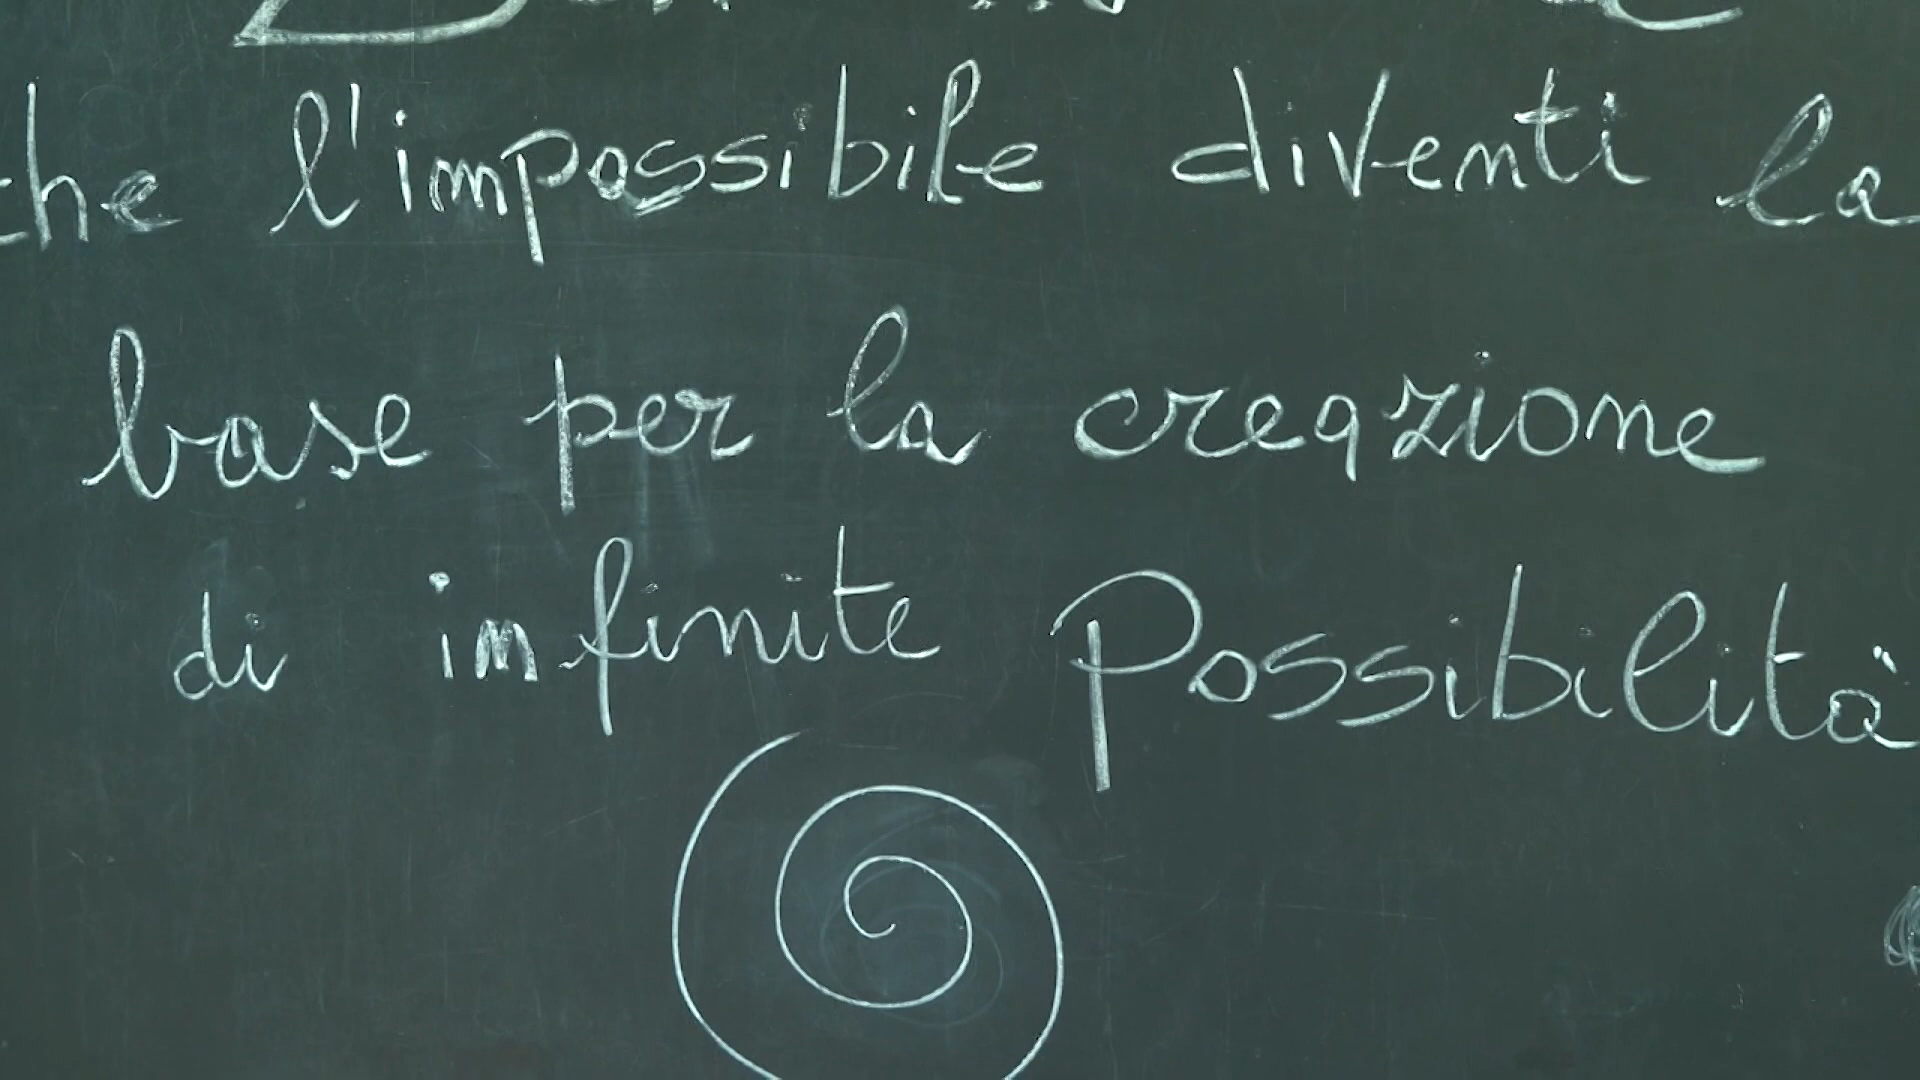 che l'impossibile diventi la
base per la creazione
di infinite Possibilità